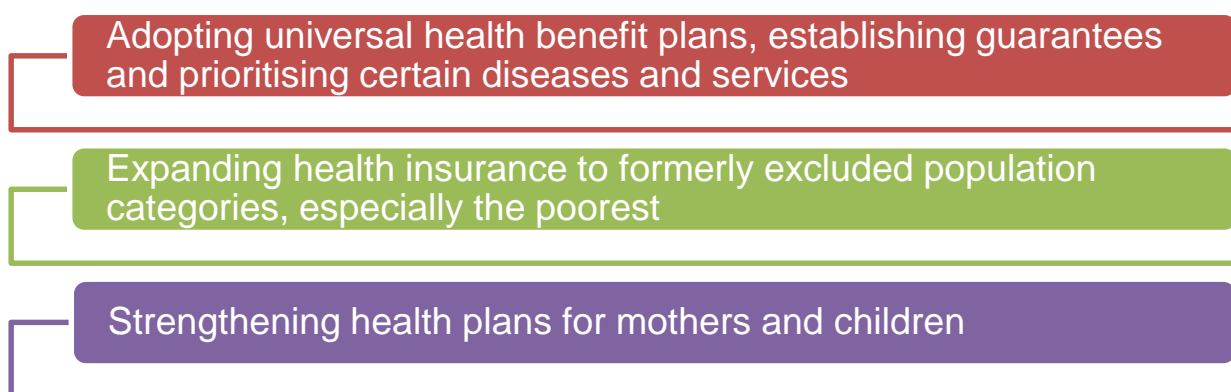 Adopting universal health benefit plans, establishing guarantees
and prioritising certain diseases and services
Expanding health insurance to formerly excluded population
categories, especially the poorest
Strengthening health plans for mothers and children